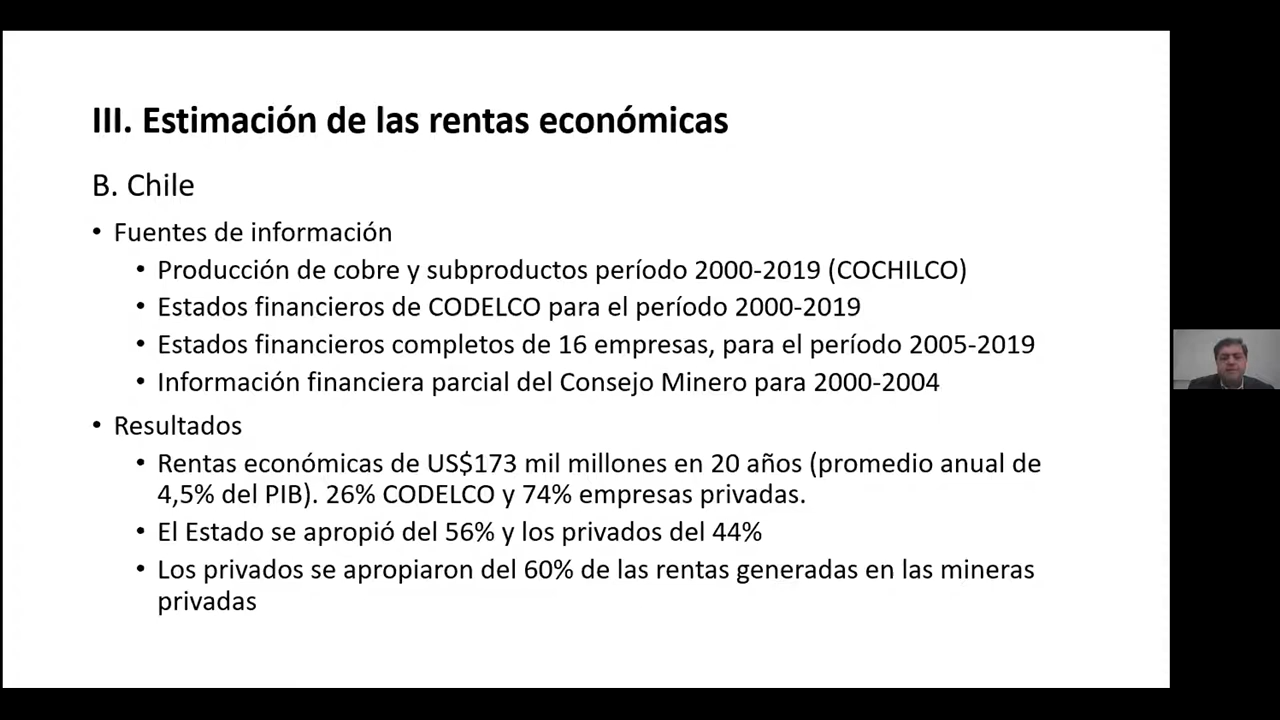 III. Estimación de las rentas económicas
B. Chile
• Fuentes de información
• Producción de cobre y subproductos período 2000-2019 (COCHILCO)
• Estados financieros de CODELCO para el período 2000-2019
• Estados financieros completos de 16 empresas, para el período 2005-2019
• Información financiera parcial del Consejo Minero para 2000-2004
• Resultados
• Rentas económicas de US$173 mil millones en 20 años (promedio anual de
4,5% del PIB). 26% CODELCO y 74% empresas privadas.
• El Estado se apropió del 56% y los privados del 44%
• Los privados se apropiaron del 60% de las rentas generadas en las mineras
privadas